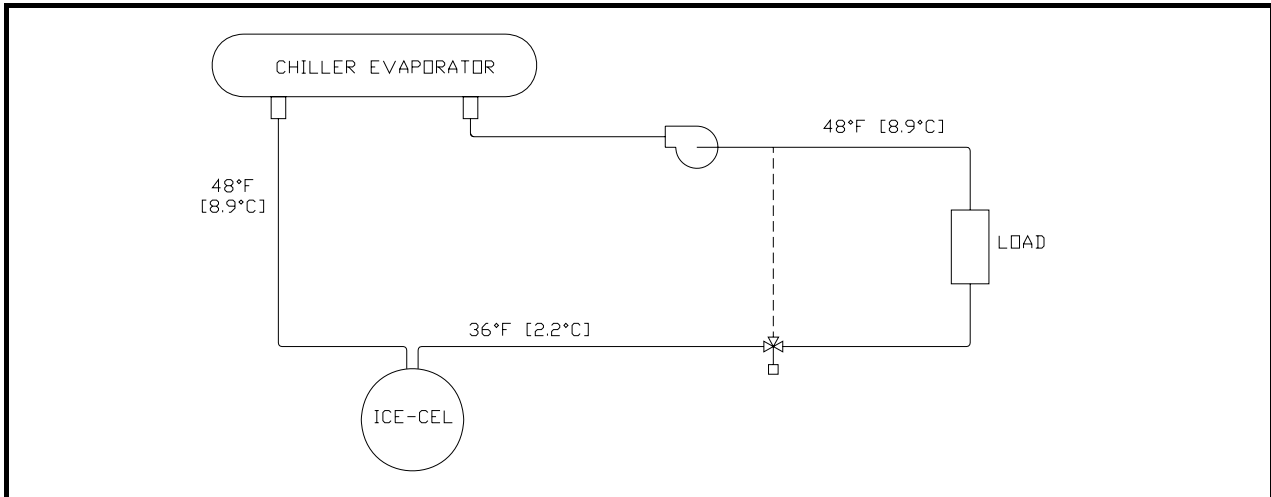 CHILLER EVAPORATOR
48°F [8.9°C]
48°F
[8.9°C]
LOAD
36°F [2.2°C]
ICE-CEL